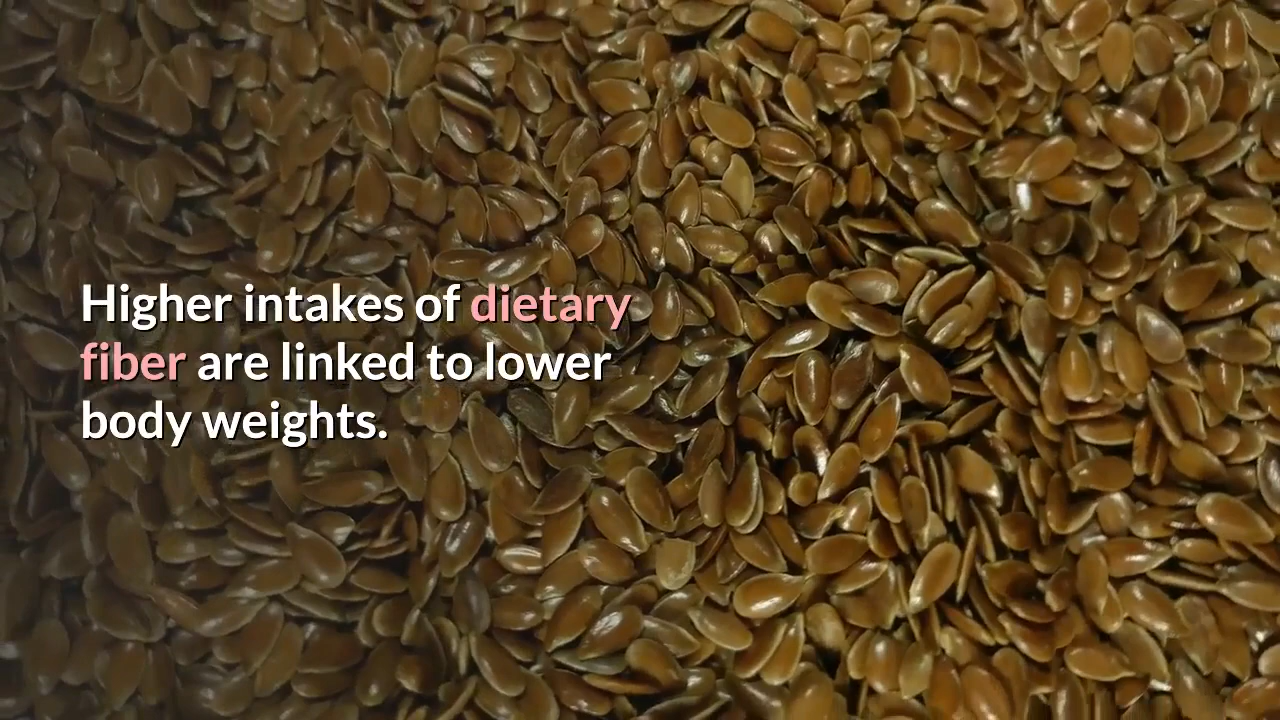 Higher intakes of dietary
fiber are linked to lower
body weights.